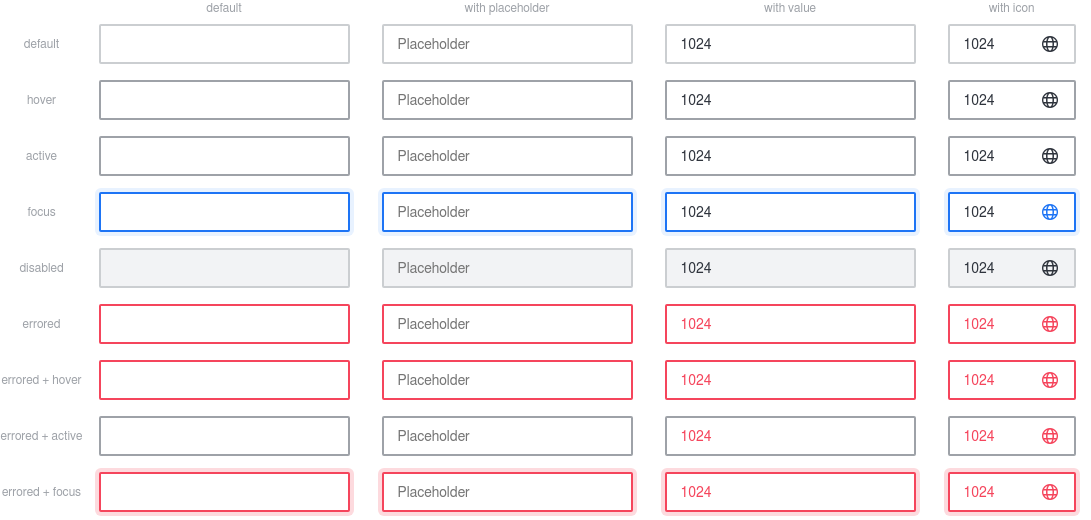 default with placeholder with value with icon
default Placeholder 1024 1024
hover Placeholder 1024 1024
active Placeholder 1024 1024
focus Placeholder 1024 1024
disabled Placeholder 1024 1024
errored Placeholder 1024 1024
errored + hover Placeholder 1024 1024
errored + active Placeholder 1024 1024
errored + focus Placeholder 1024 1024